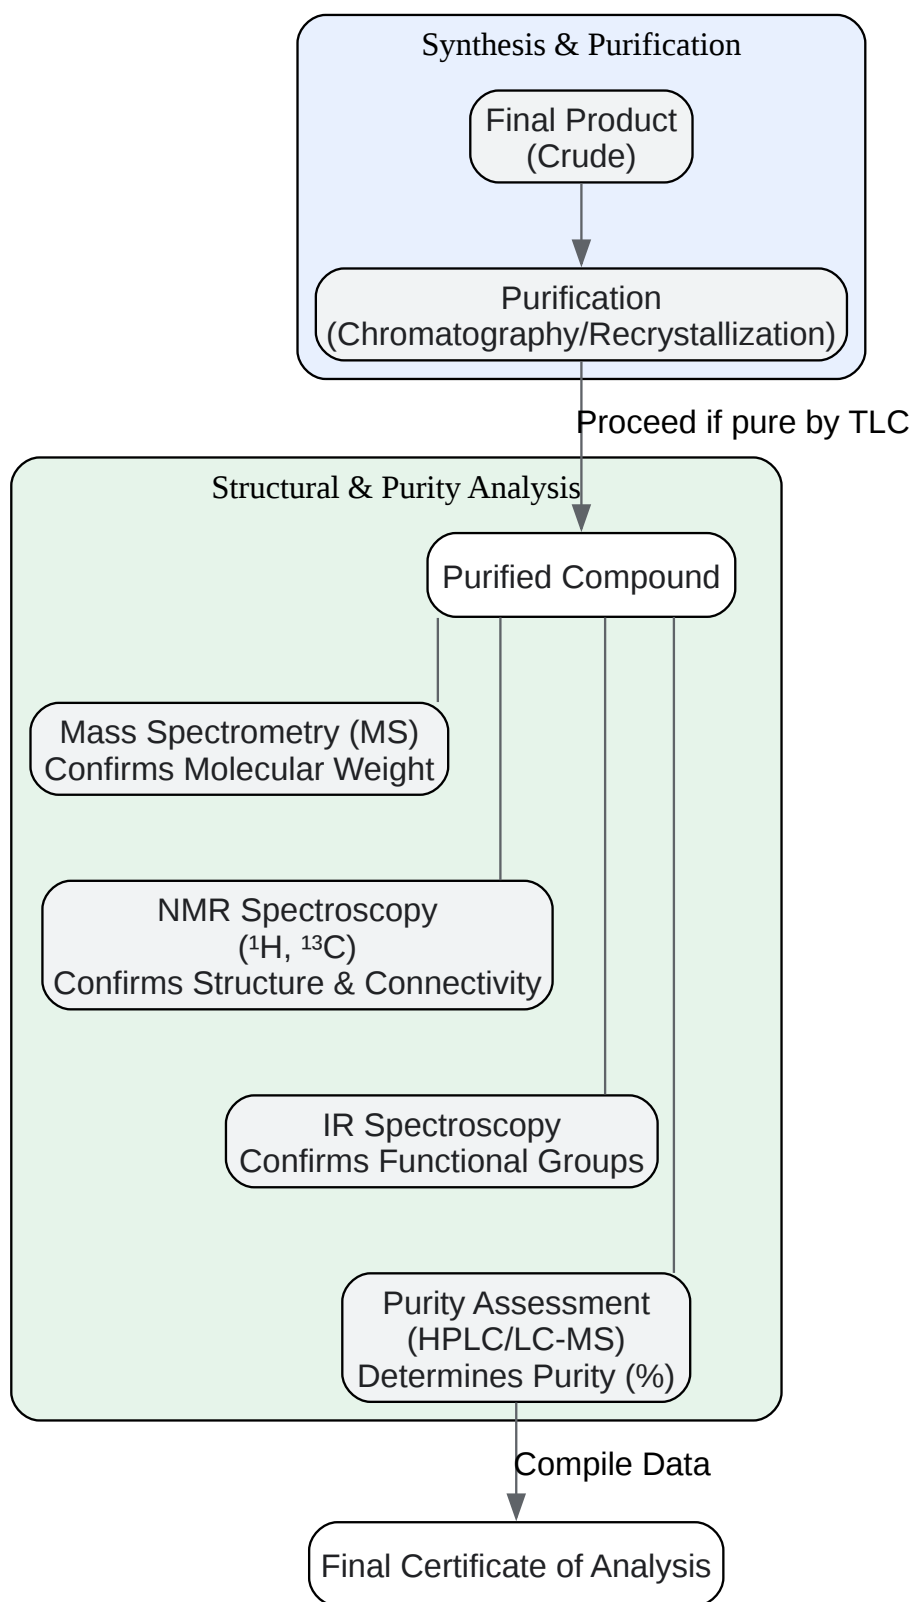 Synthesis & Purification
Final Product
(Crude)
Purification
(Chromatography/Recrystallization)
Proceed if pure by TLC
Structural & Purity Analysis
Purified Compound
Mass Spectrometry (MS)
Confirms Molecular Weight
NMR Spectroscopy
(¹H, ¹³C)
Confirms Structure & Connectivity
IR Spectroscopy
Confirms Functional Groups
Purity Assessment
(HPLC/LC-MS)
Determines Purity (%)
Compile Data
Final Certificate of Analysis